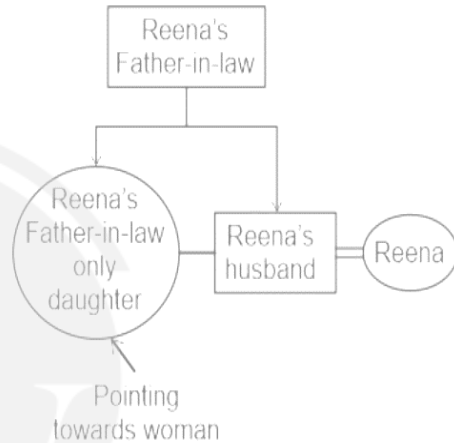 Reena's
Father-in-law
Reena's
Father-in-law
only
daughter
Reena's
husband
Reena
Pointing
towards woman